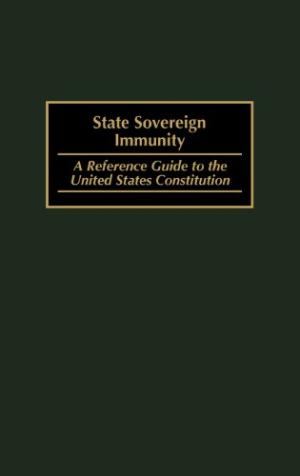 State Sovereign
Immunity
A Reference Guide to the
United States Constitution